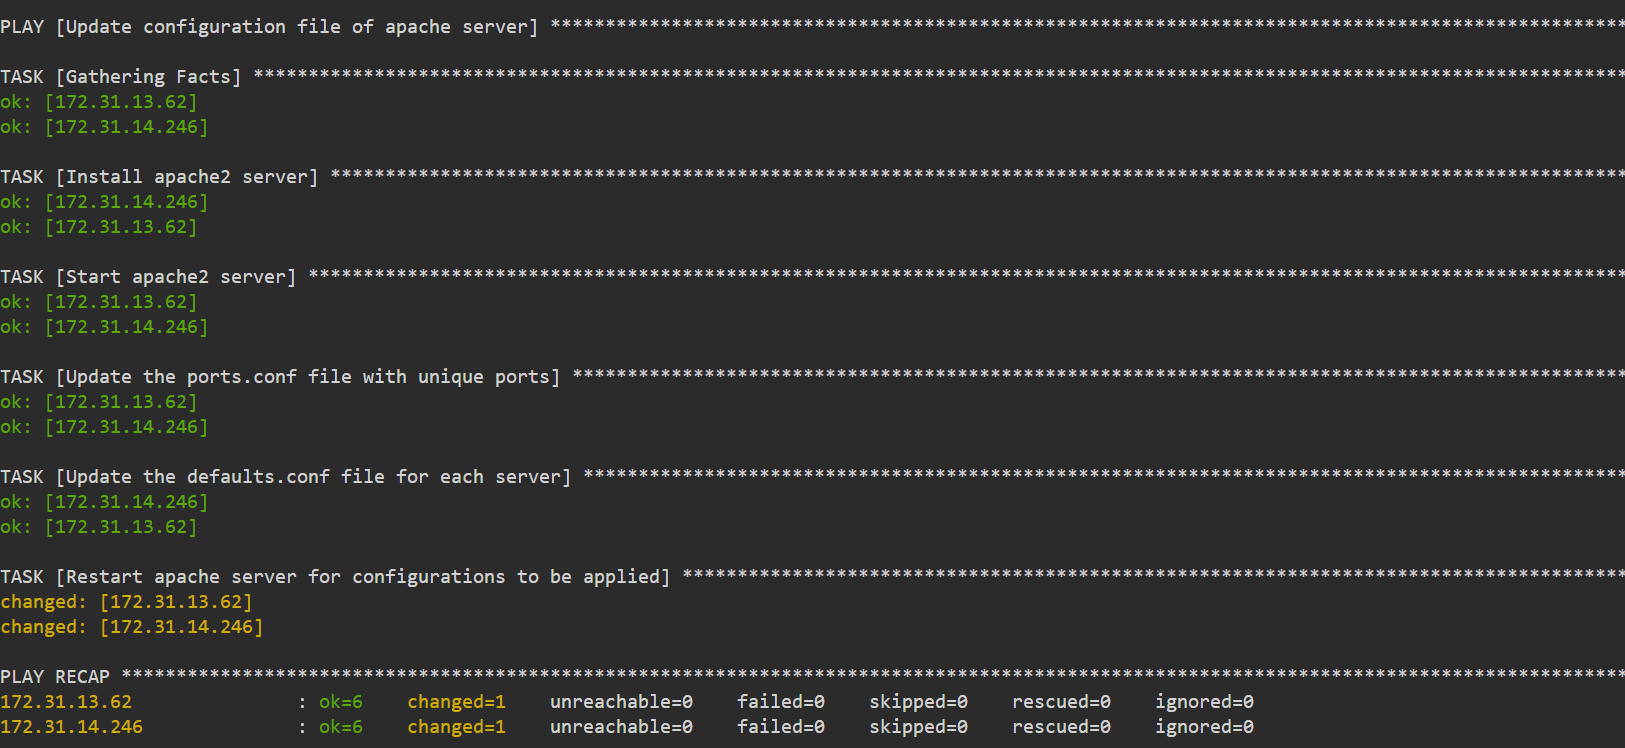 PLAY [Update configuration file of apache server] **************************************************************************************************
TASK [Gathering Facts] *****************************************************************************************************************************
ok: [172.31.13.62]
ok: [172.31.14.246]
TASK [Install apache2 server] **********************************************************************************************************************
ok: [172.31.14.246]
ok: [172.31.13.62]
TASK [Start apache2 server] ************************************************************************************************************************
ok: [172.31.13.62]
ok: [172.31.14.246]
TASK [Update the ports.conf file with unique ports] ************************************************************************************************
ok: [172.31.13.62]
ok: [172.31.14.246]
TASK [Update the defaults.conf file for each server] ***********************************************************************************************
ok: [172.31.14.246]
ok: [172.31.13.62]
TASK [Restart apache server for configurations to be applied] **************************************************************************************
changed: [172.31.13.62]
changed: [172.31.14.246]
PLAY RECAP *****************************************************************************************************************************************
172.31.13.62               : ok=6    changed=1    unreachable=0    failed=0    skipped=0    rescued=0    ignored=0
172.31.14.246              : ok=6    changed=1    unreachable=0    failed=0    skipped=0    rescued=0    ignored=0